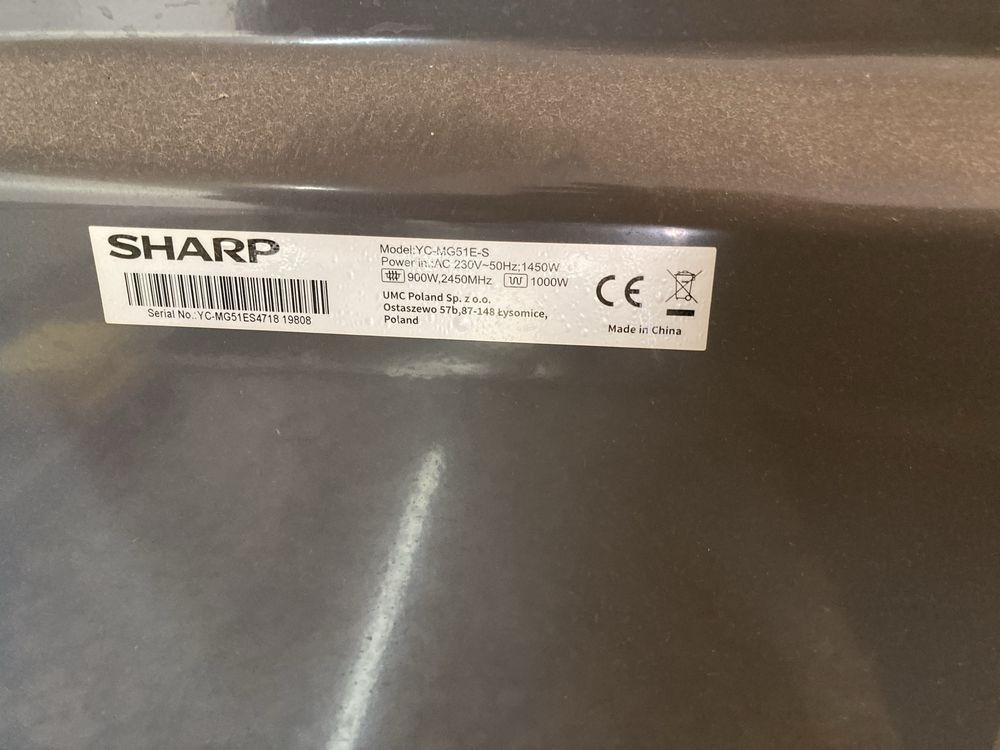 SHARP
Serial No.:YC-MG51ES4718 19808
Model:YC-MG51E-S
Power in.:AC 230V~50Hz;1450W
900W,2450MHz 1000W
UMC Poland Sp. z o.o.
Ostaszewo 57b,87-148 Łysomice,
Poland
CE
Made in China